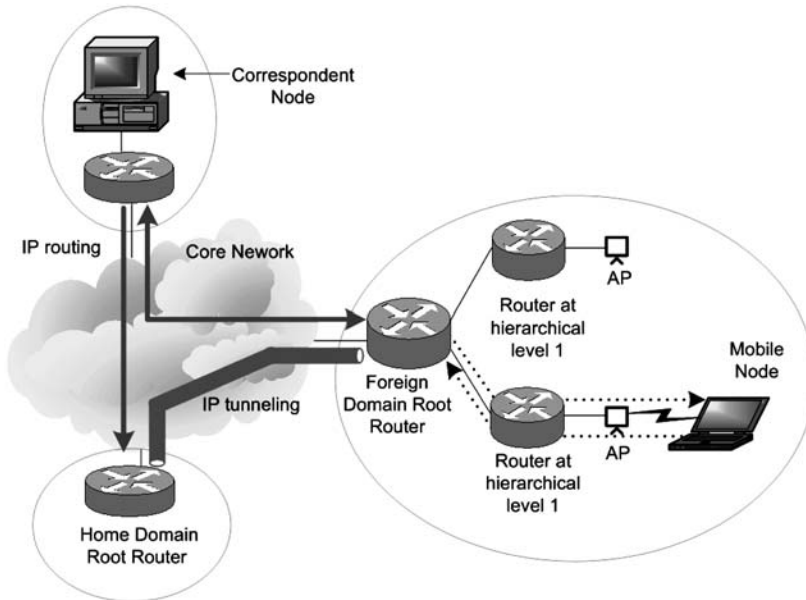 Correspondent
Node
IP routing
Core Nework
AP
Router at
hierarchical
level 1
Mobile
Node
Foreign
Domain Root
Router
IP tunneling
AP
Router at
hierarchical
level 1
Home Domain
Root Router